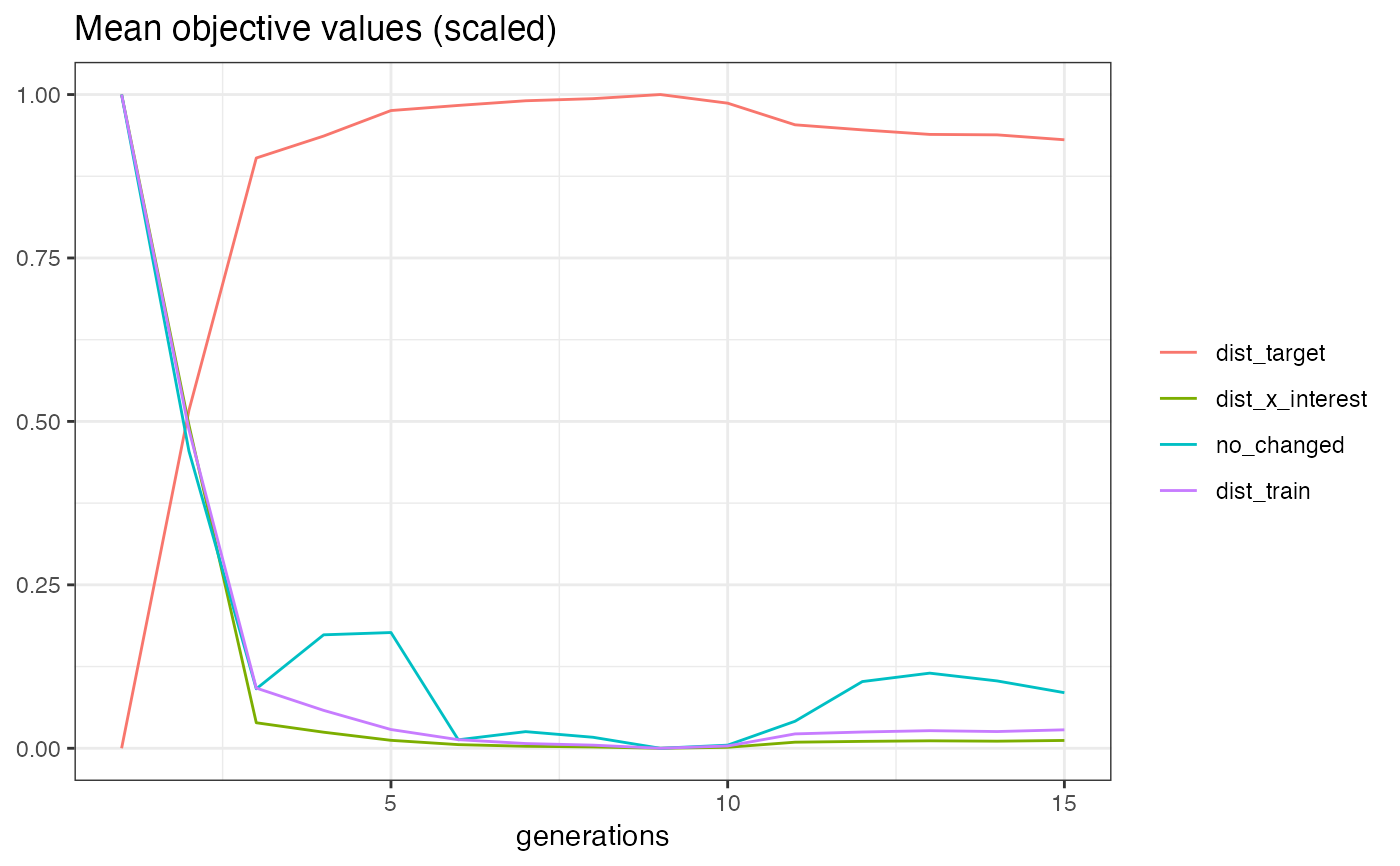 Mean objective values (scaled)
1.00
0.75
0.50
0.25
0.00
5
10
15
generations
dist_target
dist_x_interest
no_changed
dist_train